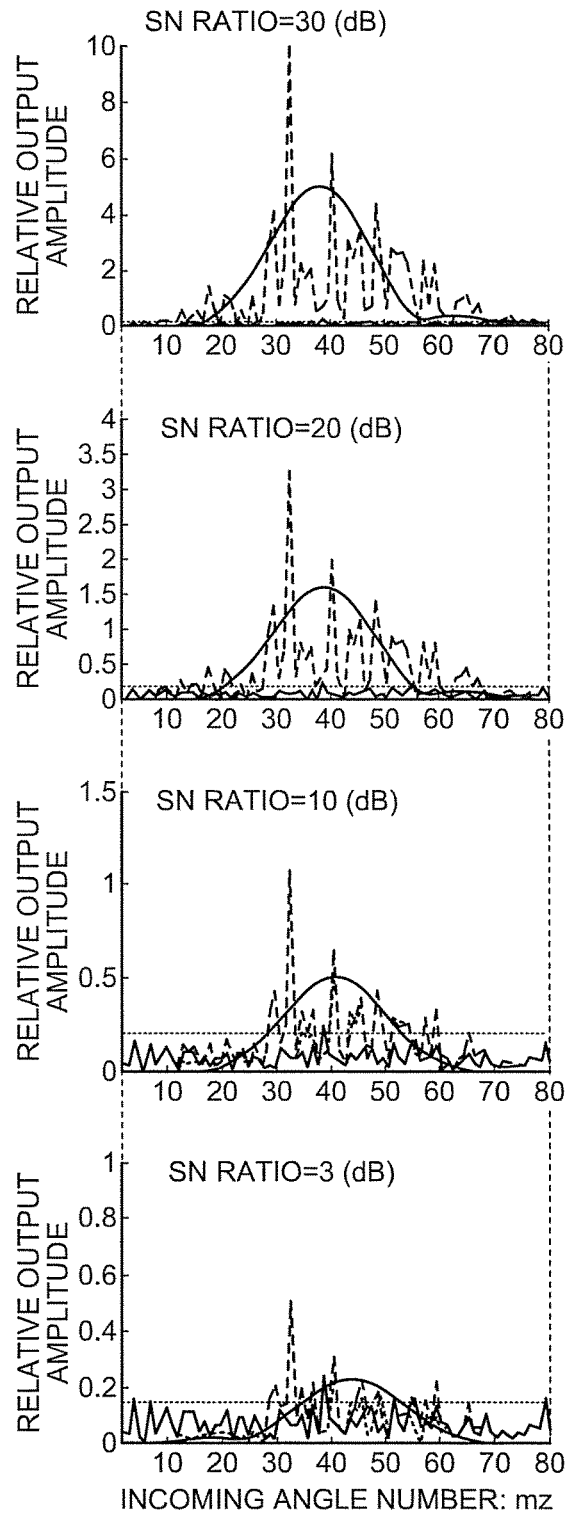 SN RATIO=30 (dB)
RELATIVE OUTPUT
AMPLITUDE
10
8
6
4
2
0
10 20 30 40 50 60 70 80
SN RATIO=20 (dB)
RELATIVE OUTPUT
AMPLITUDE
4
3.5
3
2.5
2
1.5
1
0.5
0
10 20 30 40 50 60 70 80
SN RATIO=10 (dB)
RELATIVE OUTPUT
AMPLITUDE
1.5
1
0.5
0
10 20 30 40 50 60 70 80
SN RATIO=3 (dB)
RELATIVE OUTPUT
AMPLITUDE
1
0.8
0.6
0.4
0.2
0
10 20 30 40 50 60 70 80
INCOMING ANGLE NUMBER: mz